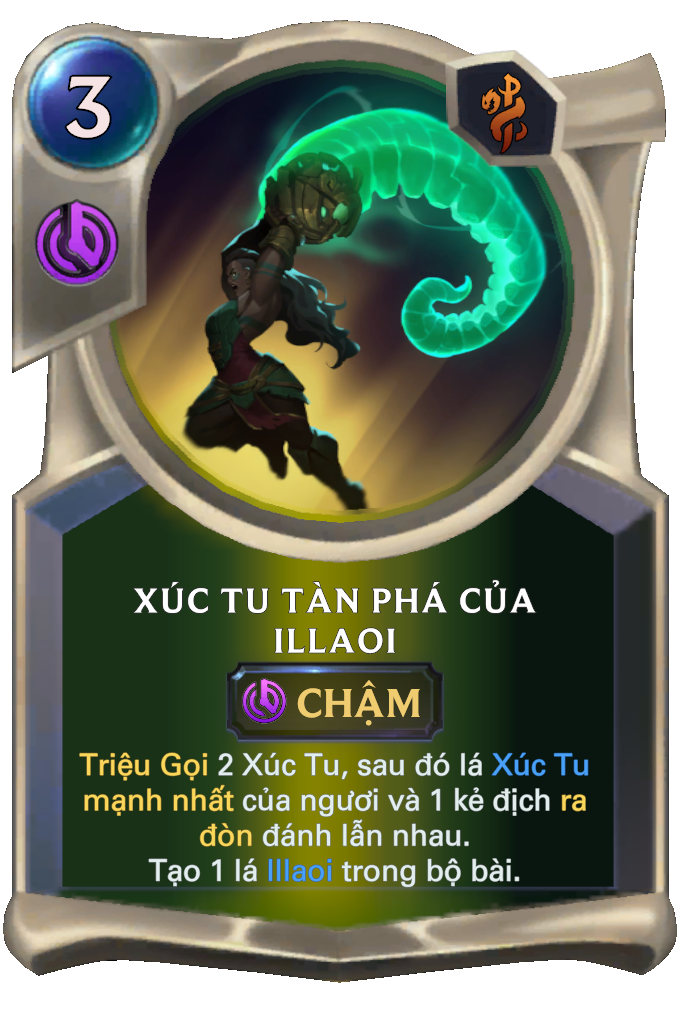 3
XÚC TU TÀN PHÁ CỦA
ILLAOI
CHẬM
Triệu Gọi 2 Xúc Tu, sau đó lá Xúc Tu
mạnh nhất của ngươi và 1 kẻ địch ra
đòn đánh lẫn nhau.
Tạo 1 lá Illaoi trong bộ bài.